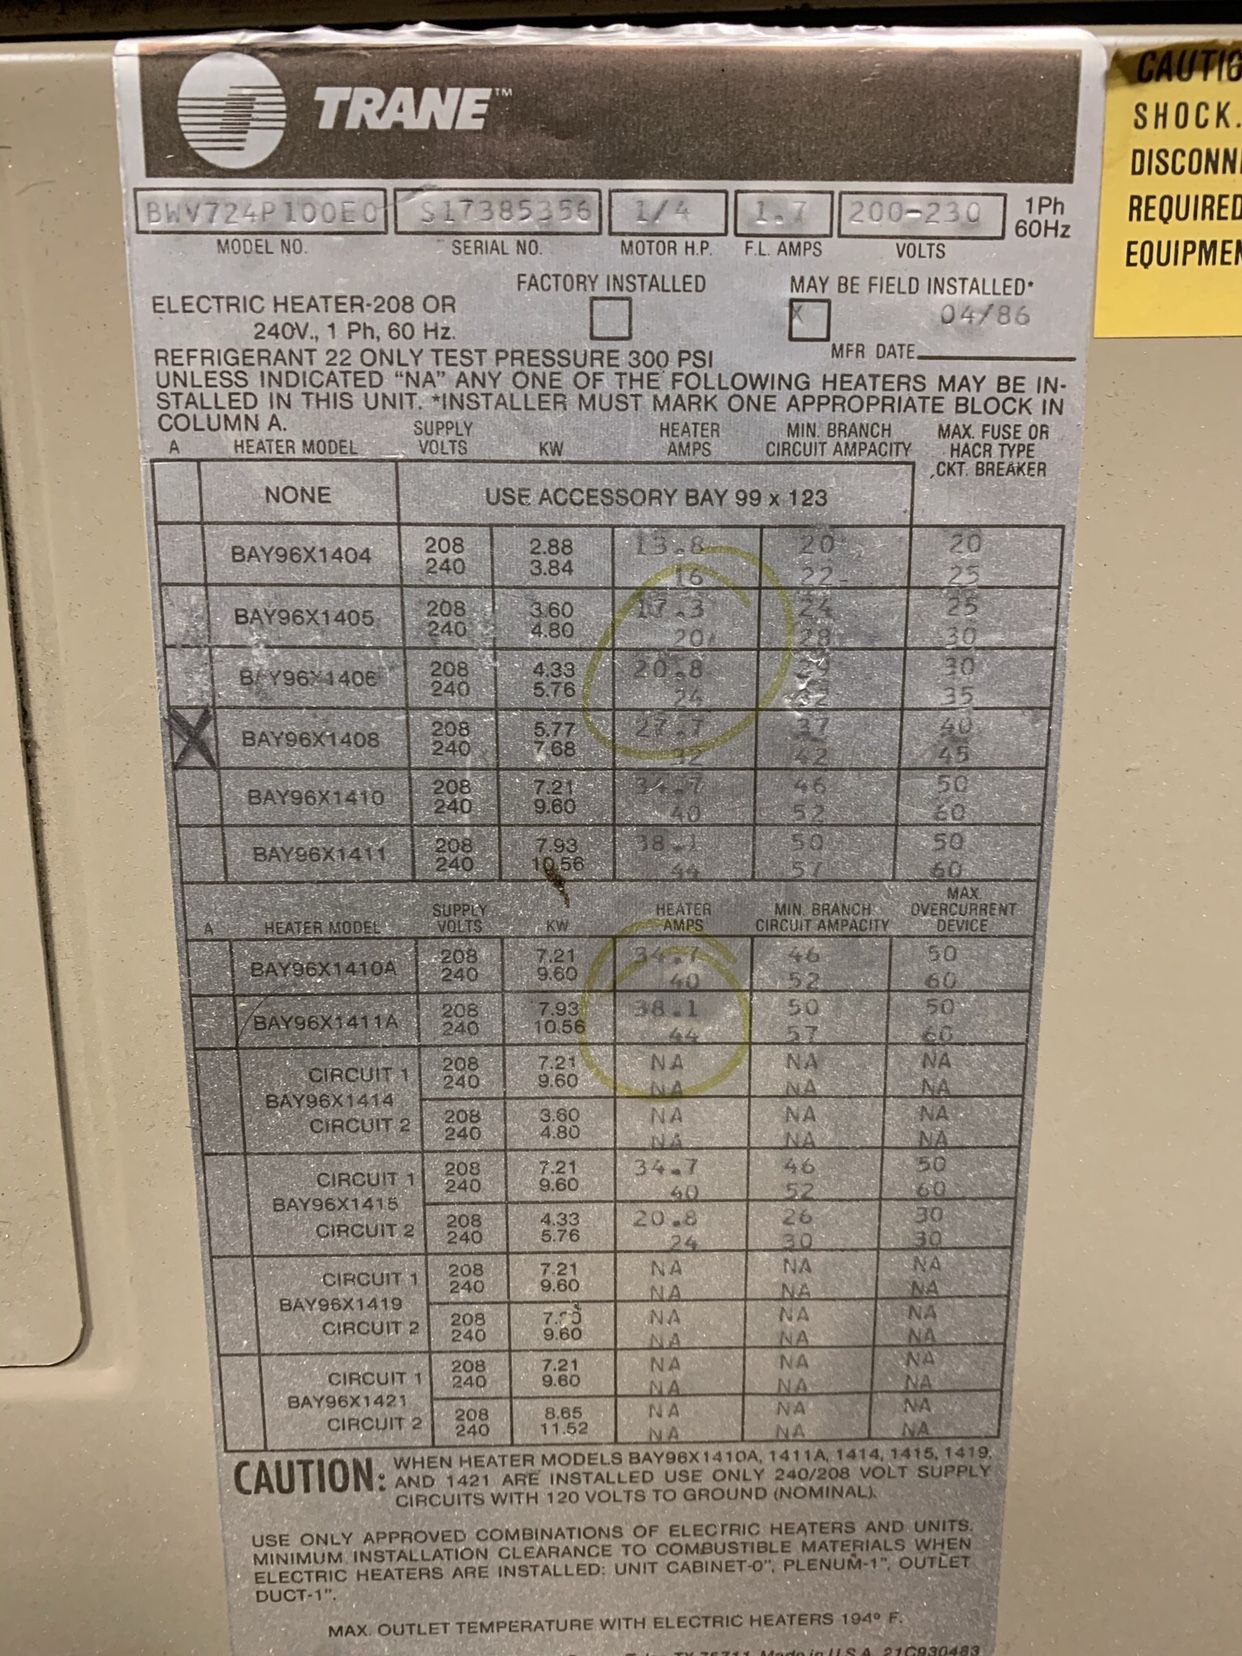 TRANE™
BWV724P100E0 S17385356 1/4 1.7 200-230 1Ph
60Hz
MODEL NO. SERIAL NO. MOTOR H.P. F.L. AMPS VOLTS
FACTORY INSTALLED MAY BE FIELD INSTALLED*
ELECTRIC HEATER-208 OR
240V., 1 Ph, 60 Hz. X 04/86
MFR DATE
REFRIGERANT 22 ONLY TEST PRESSURE 300 PSI
UNLESS INDICATED “NA” ANY ONE OF THE FOLLOWING HEATERS MAY BE IN-
STALLED IN THIS UNIT. *INSTALLER MUST MARK ONE APPROPRIATE BLOCK IN
COLUMN A.
A HEATER MODEL SUPPLY VOLTS KW HEATER AMPS MIN. BRANCH CIRCUIT AMPACITY MAX. FUSE OR HACR TYPE CKT. BREAKER
NONE USE ACCESSORY BAY 99 x 123
BAY96X1404 208 2.88 13.8 20 20
240 3.84 16 22 25
BAY96X1405 208 3.60 17.3 24 25
240 4.80 20 28 30
BAY96X1406 208 4.33 20.8 30
240 5.76 24 32 35
X BAY96X1408 208 5.77 27.7 37 40
240 7.68 32 42 45
BAY96X1410 208 7.21 34.7 46 50
240 9.60 40 52 60
BAY96X1411 208 7.93 38.1 50 50
240 10.56 44 57 60
A HEATER MODEL SUPPLY VOLTS KW HEATER AMPS MIN. BRANCH CIRCUIT AMPACITY MAX. OVERCURRENT DEVICE
BAY96X1410A 208 7.21 34.7 46 50
240 9.60 40 52 60
BAY96X1411A 208 7.93 38.1 50 50
240 10.56 44 57 60
CIRCUIT 1 208 7.21 NA NA NA
240 9.60 NA NA NA
BAY96X1414
CIRCUIT 2 208 3.60 NA NA NA
240 4.80 NA NA NA
CIRCUIT 1 208 7.21 34.7 46 50
240 9.60 40 52 60
BAY96X1415
CIRCUIT 2 208 4.33 20.8 26 30
240 5.76 24 30 30
CIRCUIT 1 208 7.21 NA NA NA
240 9.60 NA NA NA
BAY96X1419
CIRCUIT 2 208 NA NA NA
240 9.60 NA NA NA
CIRCUIT 1 208 7.21 NA NA NA
240 9.60 NA NA NA
BAY96X1421
CIRCUIT 2 208 8.65 NA NA NA
240 11.52 NA NA NA
CAUTION: WHEN HEATER MODELS BAY96X1410A, 1411A, 1414, 1415, 1419,
AND 1421 ARE INSTALLED USE ONLY 240/208 VOLT SUPPLY
CIRCUITS WITH 120 VOLTS TO GROUND (NOMINAL).
USE ONLY APPROVED COMBINATIONS OF ELECTRIC HEATERS AND UNITS.
MINIMUM INSTALLATION CLEARANCE TO COMBUSTIBLE MATERIALS WHEN
ELECTRIC HEATERS ARE INSTALLED: UNIT CABINET-0", PLENUM-1", OUTLET
DUCT-1".
MAX. OUTLET TEMPERATURE WITH ELECTRIC HEATERS 194° F.
TX 75711 Made in U.S.A. 21C930483
SHOCK.
REQUIRED